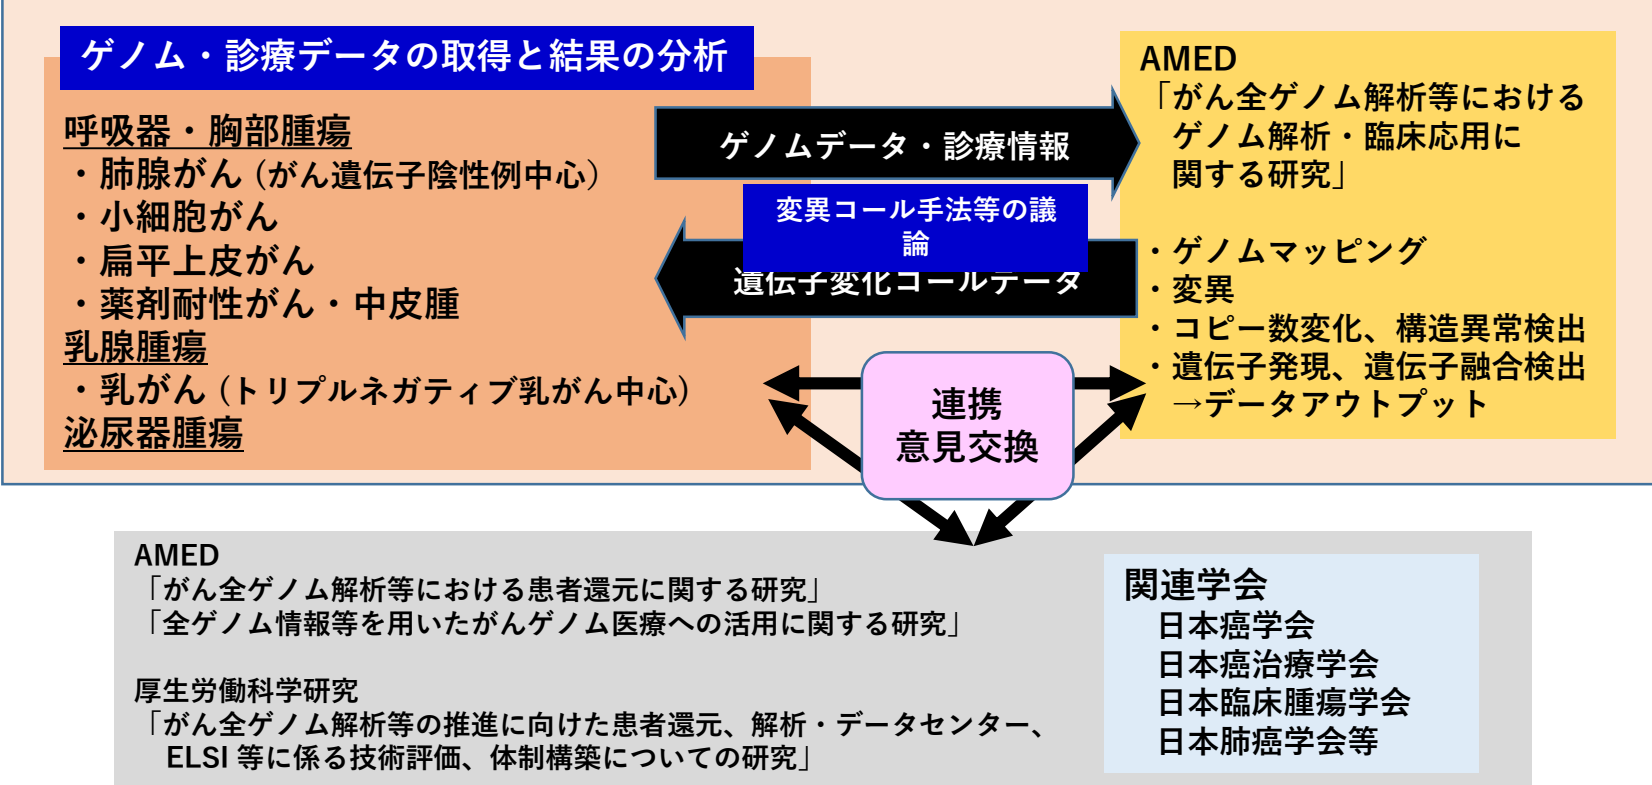 ゲノム・診療データの取得と結果の分析
呼吸器・胸部腫瘍
・肺腺がん (がん遺伝子陰性例中心)
・小細胞がん
・扁平上皮がん
・薬剤耐性がん・中皮腫
乳腺腫瘍
・乳がん (トリプルネガティブ乳がん中心)
泌尿器腫瘍
ゲノムデータ・診療情報
変異コール手法等の議
論
遺伝子変化コールデータ
AMED
「がん全ゲノム解析等における
ゲノム解析・臨床応用に
関する研究」
・ゲノムマッピング
・変異
・コピー数変化、構造異常検出
・遺伝子発現、遺伝子融合検出
→データアウトプット
連携
意見交換
AMED
「がん全ゲノム解析等における患者還元に関する研究」
「全ゲノム情報等を用いたがんゲノム医療への活用に関する研究」
厚生労働科学研究
「がん全ゲノム解析等の推進に向けた患者還元、解析・データセンター、
ELSI 等に係る技術評価、体制構築についての研究」
関連学会
日本癌学会
日本癌治療学会
日本臨床腫瘍学会
日本肺癌学会等